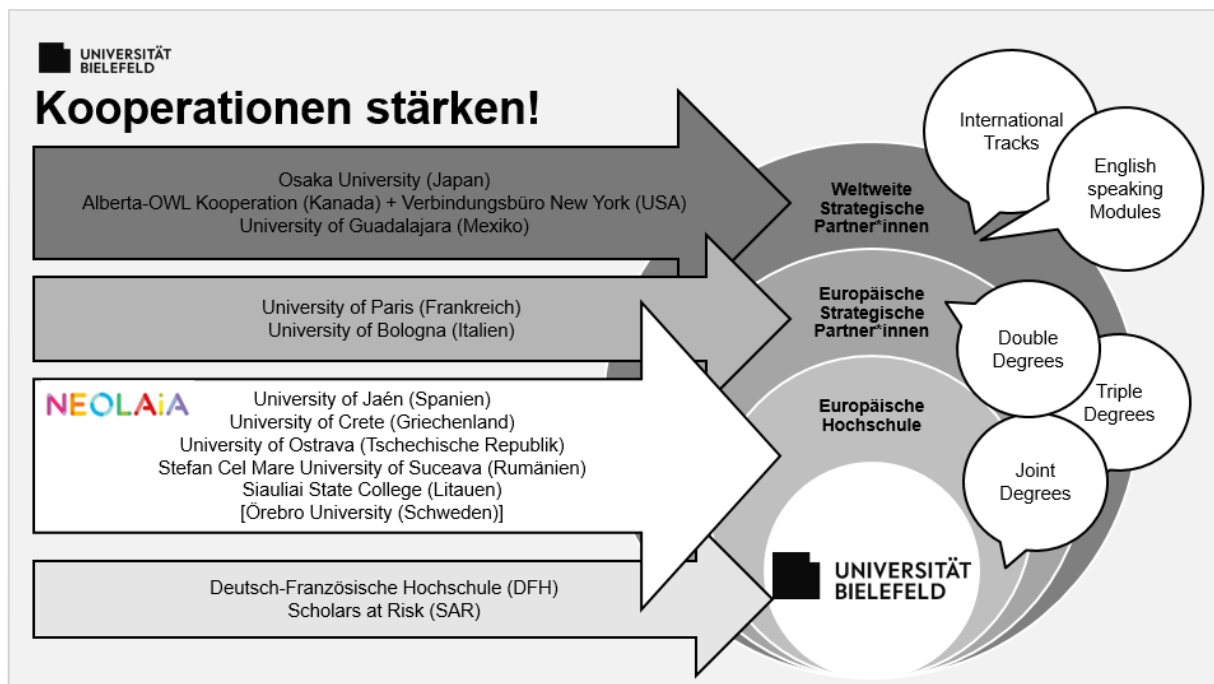 UNIVERSITÄT
BIELEFELD
Kooperationen stärken!
Osaka University (Japan)
Alberta-OWL Kooperation (Kanada) + Verbindungsbüro New York (USA)
University of Guadalajara (Mexiko)
University of Paris (Frankreich)
University of Bologna (Italien)
NEOLAiA
University of Jaén (Spanien)
University of Crete (Griechenland)
University of Ostrava (Tschechische Republik)
Stefan Cel Mare University of Suceava (Rumänien)
Siauliai State College (Litauen)
[Örebro University (Schweden)]
Deutsch-Französische Hochschule (DFH)
Scholars at Risk (SAR)
Weltweite
Strategische
Partner*innen
Europäische
Strategische
Partner*innen
Europäische
Hochschule
UNIVERSITÄT
BIELEFELD
International
Tracks
English
speaking
Modules
Double
Degrees
Triple
Degrees
Joint
Degrees